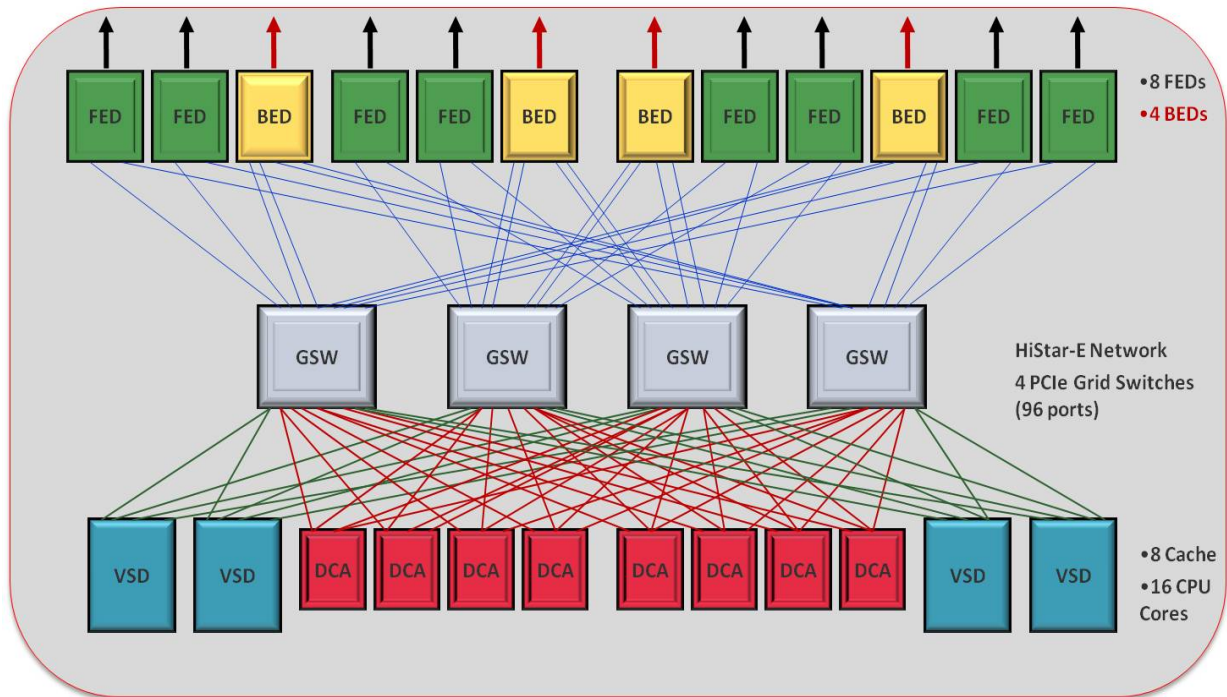 FED
FED
BED
FED
FED
BED
BED
FED
FED
BED
FED
FED
•8 FEDs
•4 BEDs
GSW
GSW
GSW
GSW
HiStar-E Network
4 PCIe Grid Switches
(96 ports)
VSD
VSD
DCA
DCA
DCA
DCA
DCA
DCA
DCA
DCA
VSD
VSD
•8 Cache
•16 CPU
Cores